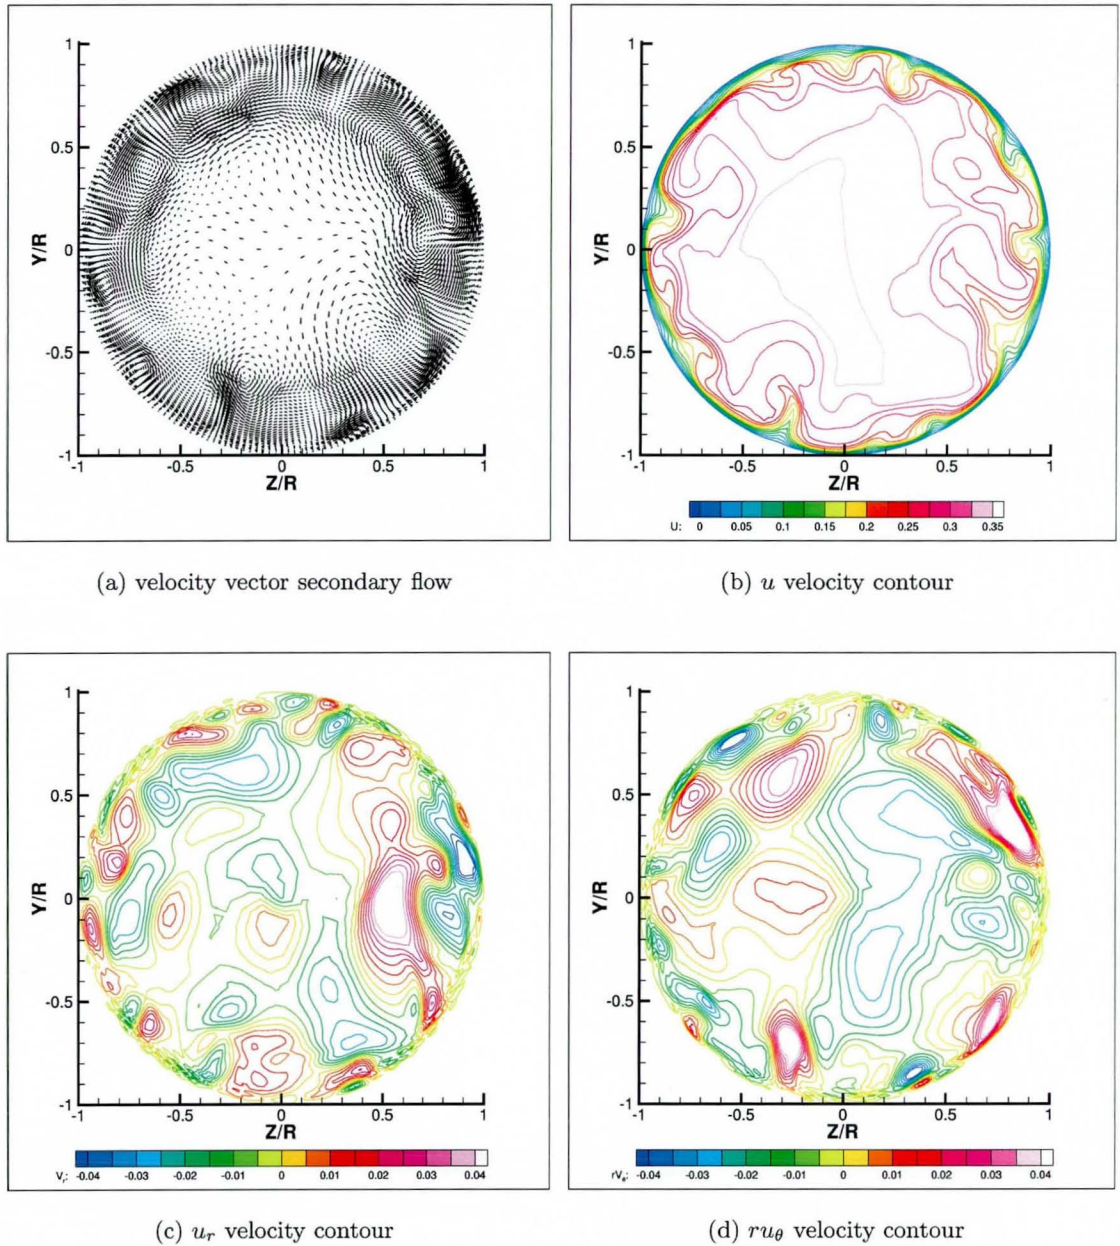 1
0.5
0
-0.5
-1
Y/R
-1 -0.5 0 0.5 1
Z/R
(a) velocity vector secondary flow
1
0.5
0
-0.5
-1
Y/R
-1 -0.5 0 0.5 1
Z/R
U: 0 0.05 0.1 0.15 0.2 0.25 0.3 0.35
(b) u velocity contour
1
0.5
0
-0.5
-1
Y/R
-1 -0.5 0 0.5 1
Z/R
Vr: -0.04 -0.03 -0.02 -0.01 0 0.01 0.02 0.03 0.04
(c) u_r velocity contour
1
0.5
0
-0.5
-1
Y/R
-1 -0.5 0 0.5 1
Z/R
rVθ: -0.04 -0.03 -0.02 -0.01 0 0.01 0.02 0.03 0.04
(d) ru_θ velocity contour